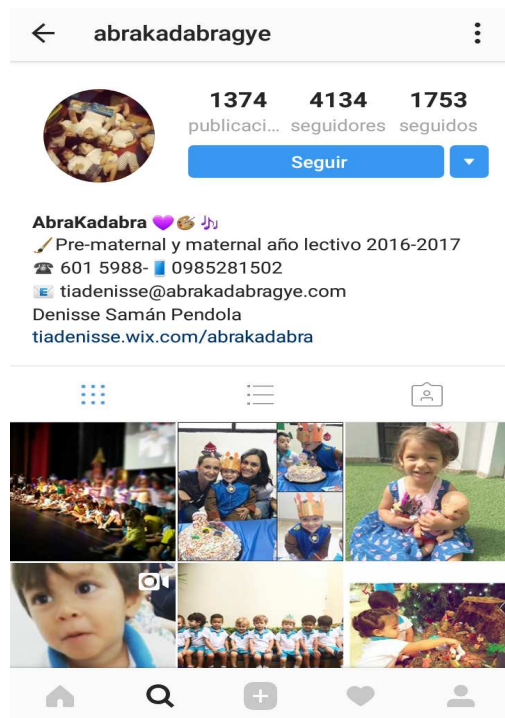 abrakadabragye
1374 4134 1753
publicaci... seguidores seguidos
Seguir
AbraKadabra 💜🎨🎶
🖌️Pre-maternal y maternal año lectivo 2016-2017
☎ 601 5988-📱0985281502
📧 tiadenisse@abrakadabragye.com
Denisse Samán Pendola
tiadenisse.wix.com/abrakadabra